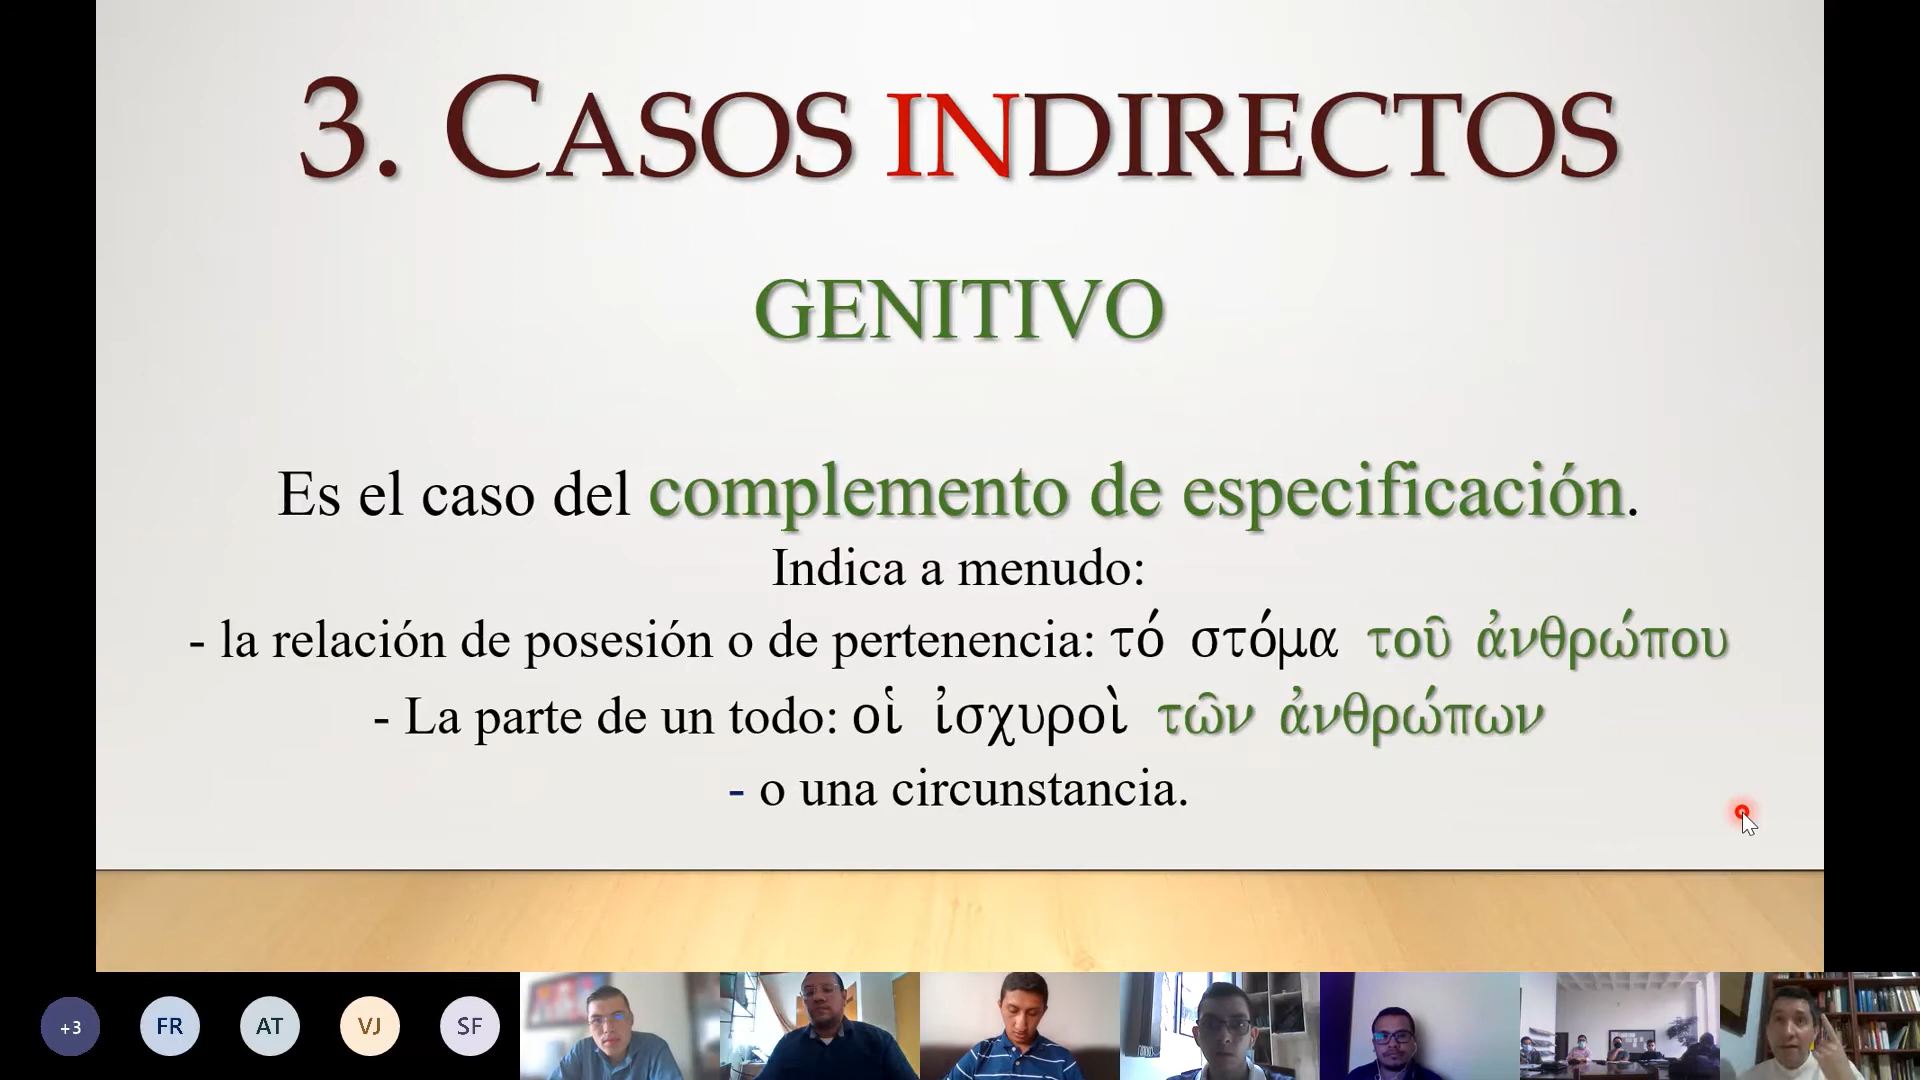 3. CASOS INDIRECTOS
GENITIVO
Es el caso del complemento de especificación.
Indica a menudo:
- la relación de posesión o de pertenencia: τό στόμα τοῦ ἀνθρώπου
- La parte de un todo: οἱ ἰσχυροὶ τῶν ἀνθρώπων
- o una circunstancia.
+3 FR AT VJ SF